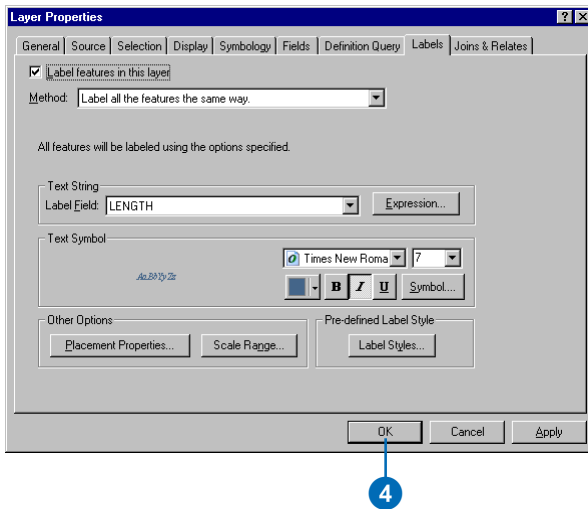 Layer Properties
General Source Selection Display Symbology Fields Definition Query Labels Joins & Relates
Label features in this layer
Method: Label all the features the same way.
All features will be labeled using the options specified.
Text String
Label Field: LENGTH Expression...
Text Symbol
AaBbYyZz Times New Roma 7
B I U Symbol...
Other Options Pre-defined Label Style
Placement Properties... Scale Range... Label Styles...
OK Cancel Apply
4